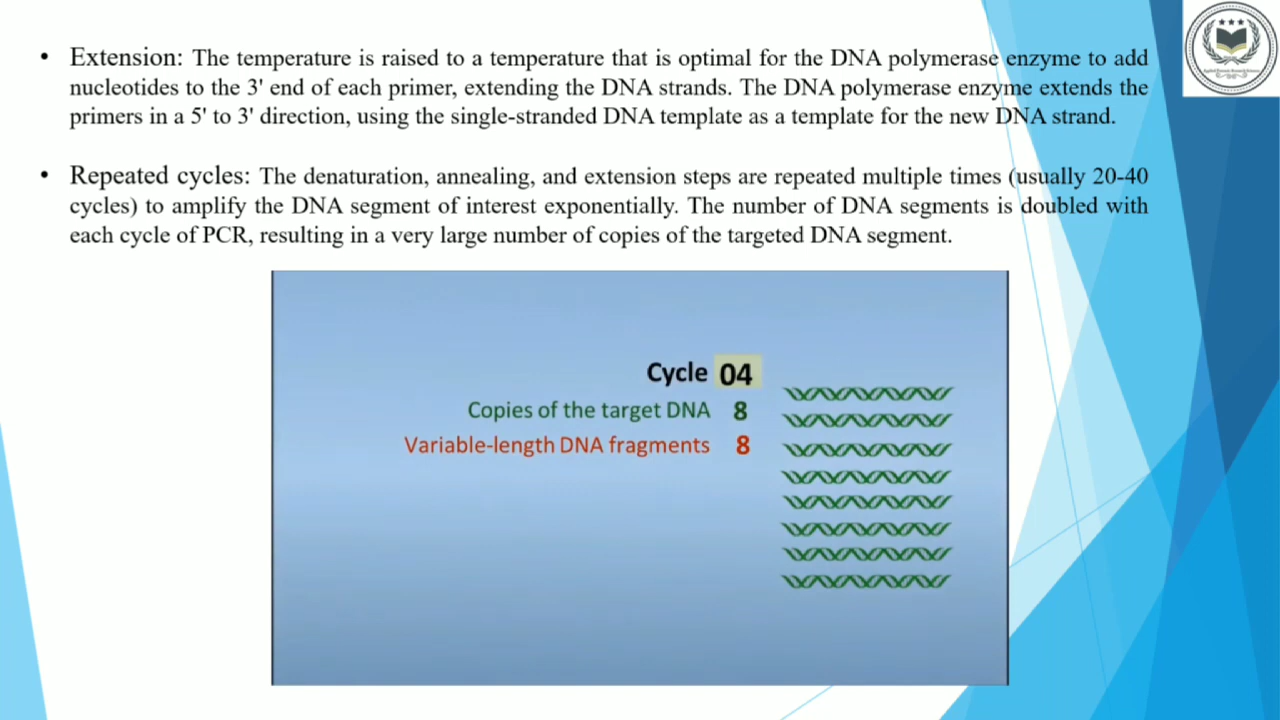 • Extension: The temperature is raised to a temperature that is optimal for the DNA polymerase enzyme to add
nucleotides to the 3' end of each primer, extending the DNA strands. The DNA polymerase enzyme extends the
primers in a 5' to 3' direction, using the single-stranded DNA template as a template for the new DNA strand.
• Repeated cycles: The denaturation, annealing, and extension steps are repeated multiple times (usually 20-40
cycles) to amplify the DNA segment of interest exponentially. The number of DNA segments is doubled with
each cycle of PCR, resulting in a very large number of copies of the targeted DNA segment.
Cycle 04
Copies of the target DNA 8
Variable-length DNA fragments 8